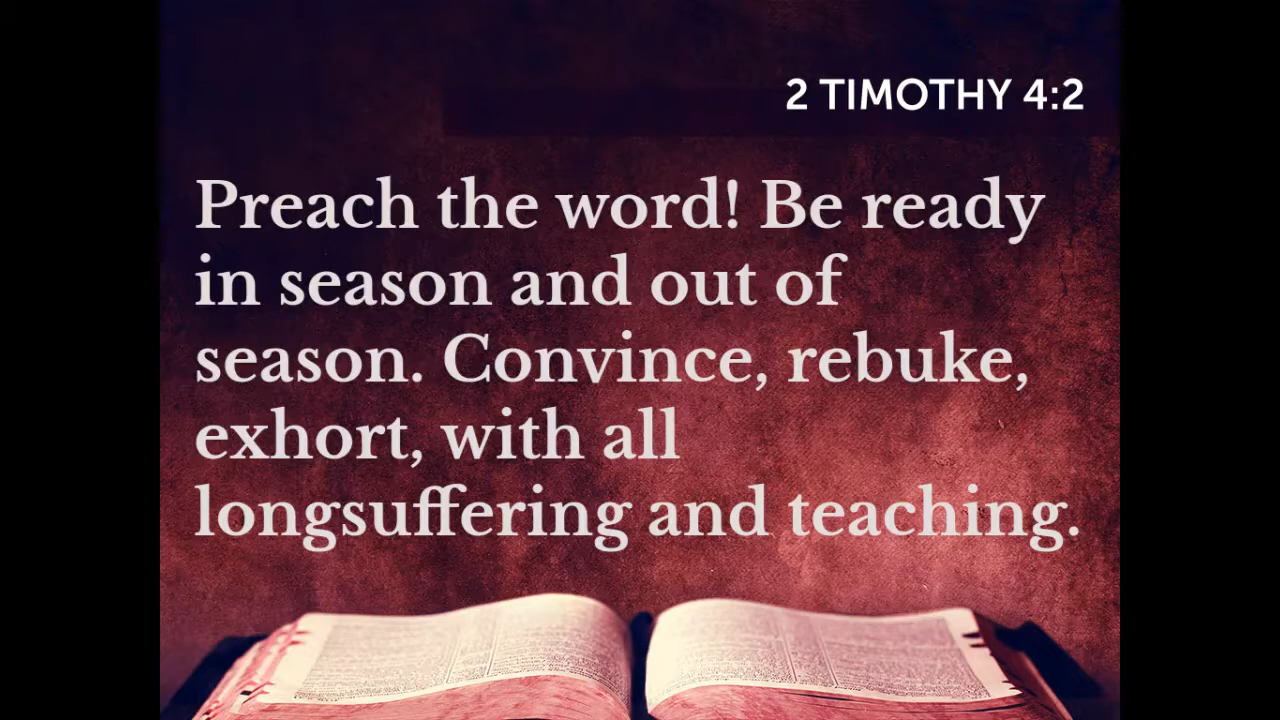 2 TIMOTHY 4:2
Preach the word! Be ready
in season and out of
season. Convince, rebuke,
exhort, with all
longsuffering and teaching.